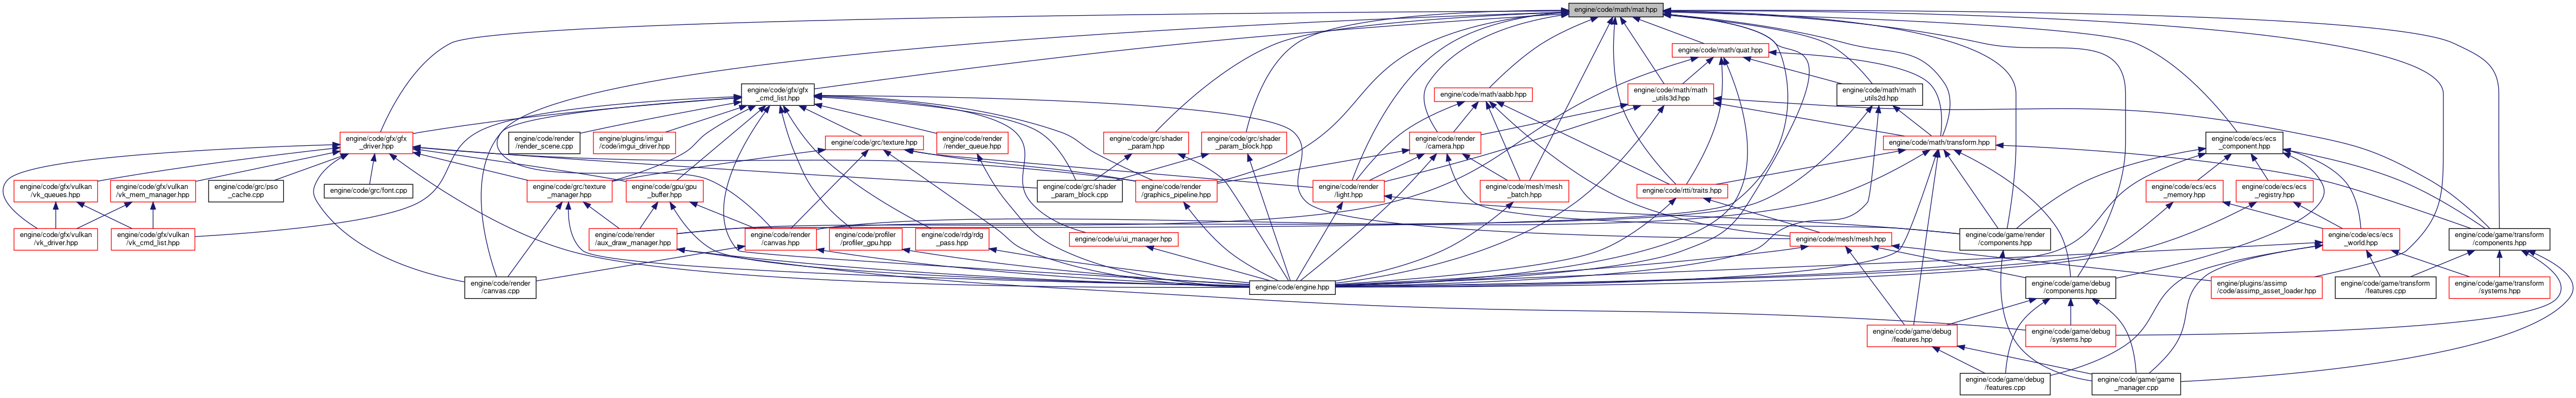 engine/code/math/mat.hpp
engine/code/math/quat.hpp
engine/code/gfx/gfx
_cmd_list.hpp
engine/code/math/aabb.hpp
engine/code/math/math
_utils3d.hpp
engine/code/math/math
_utils2d.hpp
engine/code/gfx/gfx
_driver.hpp
engine/code/render
/render_scene.cpp
engine/plugins/imgui
/code/imgui_driver.hpp
engine/code/grc/texture.hpp
engine/code/render
/render_queue.hpp
engine/code/grc/shader
_param.hpp
engine/code/grc/shader
_param_block.hpp
engine/code/render
/camera.hpp
engine/code/math/transform.hpp
engine/code/ecs/ecs
_component.hpp
engine/code/gfx/vulkan
/vk_queues.hpp
engine/code/gfx/vulkan
/vk_mem_manager.hpp
engine/code/grc/pso
_cache.cpp
engine/code/grc/font.cpp
engine/code/grc/texture
_manager.hpp
engine/code/gpu/gpu
_buffer.hpp
engine/code/grc/shader
_param_block.cpp
engine/code/render
/graphics_pipeline.hpp
engine/code/render
/light.hpp
engine/code/mesh/mesh
_batch.hpp
engine/code/rtti/traits.hpp
engine/code/ecs/ecs
_memory.hpp
engine/code/ecs/ecs
_registry.hpp
engine/code/gfx/vulkan
/vk_driver.hpp
engine/code/gfx/vulkan
/vk_cmd_list.hpp
engine/code/render
/aux_draw_manager.hpp
engine/code/render
/canvas.hpp
engine/code/profiler
/profiler_gpu.hpp
engine/code/rdg/rdg
_pass.hpp
engine/code/ui/ui_manager.hpp
engine/code/mesh/mesh.hpp
engine/code/game/render
/components.hpp
engine/code/ecs/ecs
_world.hpp
engine/code/game/transform
/components.hpp
engine/code/render
/canvas.cpp
engine/code/engine.hpp
engine/code/game/debug
/components.hpp
engine/plugins/assimp
/code/assimp_asset_loader.hpp
engine/code/game/transform
/features.cpp
engine/code/game/transform
/systems.hpp
engine/code/game/debug
/features.hpp
engine/code/game/debug
/systems.hpp
engine/code/game/debug
/features.cpp
engine/code/game/game
_manager.cpp